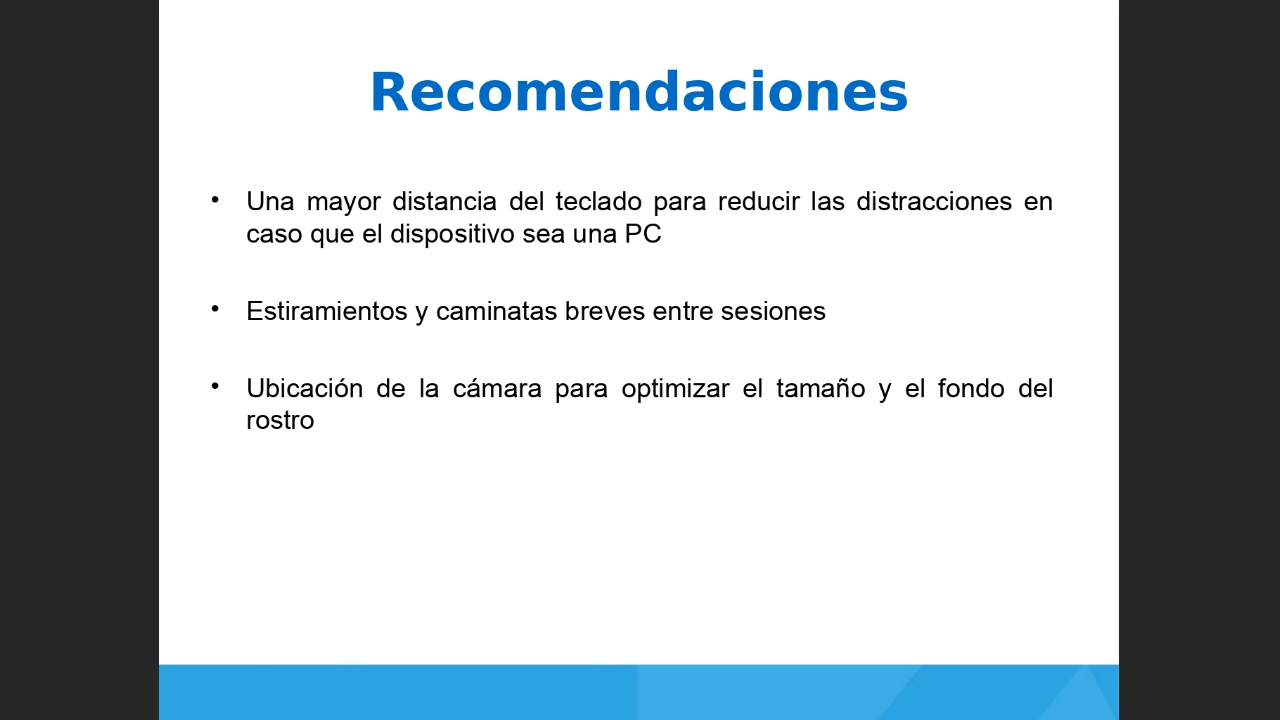 Recomendaciones
• Una mayor distancia del teclado para reducir las distracciones en
caso que el dispositivo sea una PC
• Estiramientos y caminatas breves entre sesiones
• Ubicación de la cámara para optimizar el tamaño y el fondo del
rostro